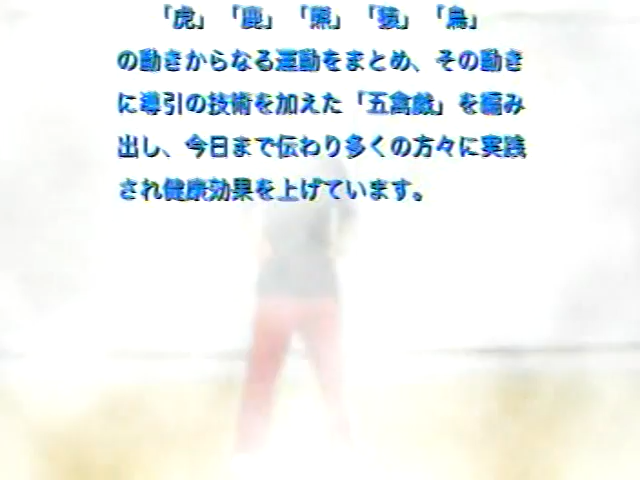 「虎」「鹿」「熊」「猿」「鳥」
の動きからなる運動をまとめ、その動き
に導引の技術を加えた「五禽戯」を編み
出し、今日まで伝わり多くの方々に実践
され健康効果を上げています。